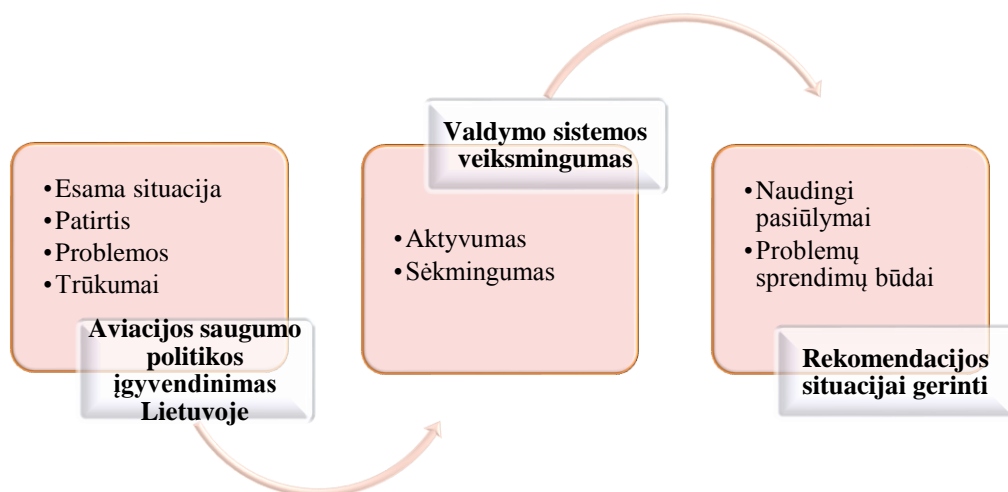 •Esama situacija
•Patirtis
•Problemos
•Trūkumai
Aviacijos saugumo
politikos
įgyvendinimas
Lietuvoje
Valdymo sistemos
veiksmingumas
•Aktyvumas
•Sėkmingumas
•Naudingi
pasiūlymai
•Problemų
sprendimų būdai
Rekomendacijos
situacijai gerinti